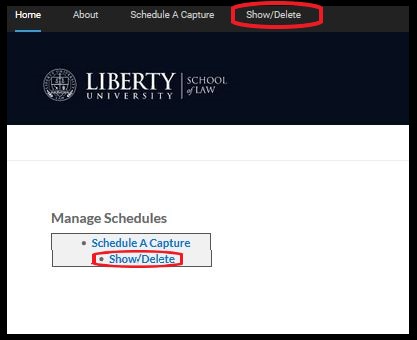 Home About Schedule A Capture Show/Delete
LIBERTY SCHOOL
UNIVERSITY of LAW
Manage Schedules
• Schedule A Capture
• Show/Delete